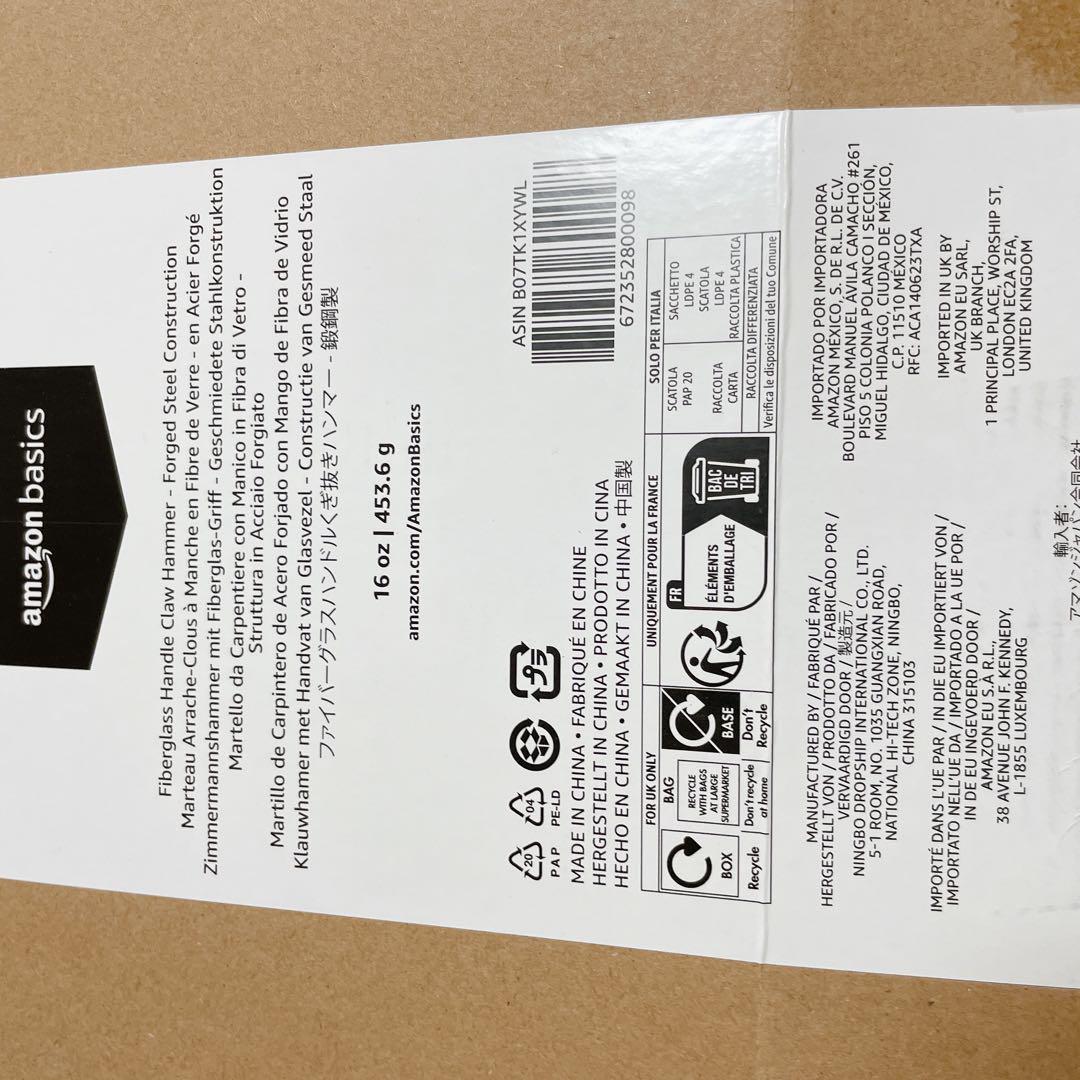 amazon basics
Fiberglass Handle Claw Hammer - Forged Steel Construction
Marteau Arrache-Clous à Manche en Fibre de Verre - en Acier Forgé
Zimmermannshammer mit Fiberglas-Griff - Geschmiedete Stahlkonstruktion
Martello da Carpentiere con Manico in Fibra di Vetro -
Struttura in Acciaio Forgiato
Martillo de Carpintero de Acero Forjado con Mango de Fibra de Vidrio
Klauwhamer met Handvat van Glasvezel - Constructie van Gesmeed Staal
ファイバーグラスハンドルくぎ抜きハンマー - 鍛鋼製
16 oz | 453.6 g
amazon.com/AmazonBasics
ASIN B07TK1XYWL
672352800098
20
PAP
04
PE-LD
プラ
MADE IN CHINA • FABRIQUÉ EN CHINE
HERGESTELLT IN CHINA • PRODOTTO IN CINA
HECHO EN CHINA • GEMAAKT IN CHINA • 中国製
FOR UK ONLY
BOX
Recycle
BAG
RECYCLE
WITH BAGS
AT LARGE
SUPERMARKET
Don't recycle
at home
BASE
Don't
Recycle
UNIQUEMENT POUR LA FRANCE
FR
ÉLÉMENTS
D'EMBALLAGE
BAC
DE
TRI
SOLO PER ITALIA
SCATOLA
PAP 20
RACCOLTA
CARTA
SACCHETTO
LDPE 4
SCATOLA
LDPE 4
RACCOLTA PLASTICA
RACCOLTA DIFFERENZIATA
Verifica le disposizioni del tuo Comune
MANUFACTURED BY / FABRIQUÉ PAR /
HERGESTELLT VON / PRODOTTO DA / FABRICADO POR /
VERVAARDIGD DOOR / 製造元 /
NINGBO DROPSHIP INTERNATIONAL CO., LTD.
5-1 ROOM, NO. 1035 GUANGXIAN ROAD,
NATIONAL HI-TECH ZONE, NINGBO,
CHINA 315103
IMPORTÉ DANS L'UE PAR / IN DIE EU IMPORTIERT VON /
IMPORTATO NELL'UE DA / IMPORTADO A LA UE POR /
IN DE EU INGEVOERD DOOR /
AMAZON EU S.À R.L,
38 AVENUE JOHN F. KENNEDY,
L-1855 LUXEMBOURG
IMPORTADO POR IMPORTADORA
AMAZON MÉXICO, S. DE R.L. DE C.V.
BOULEVARD MANUEL ÁVILA CAMACHO #261
PISO 5 COLONIA POLANCO I SECCIÓN,
MIGUEL HIDALGO, CIUDAD DE MÉXICO,
C.P. 11510 MÉXICO
RFC: ACA140623TXA
IMPORTED IN UK BY
AMAZON EU SARL,
UK BRANCH,
1 PRINCIPAL PLACE, WORSHIP ST,
LONDON EC2A 2FA,
UNITED KINGDOM
輸入者:
アマゾンジャパン合同会社